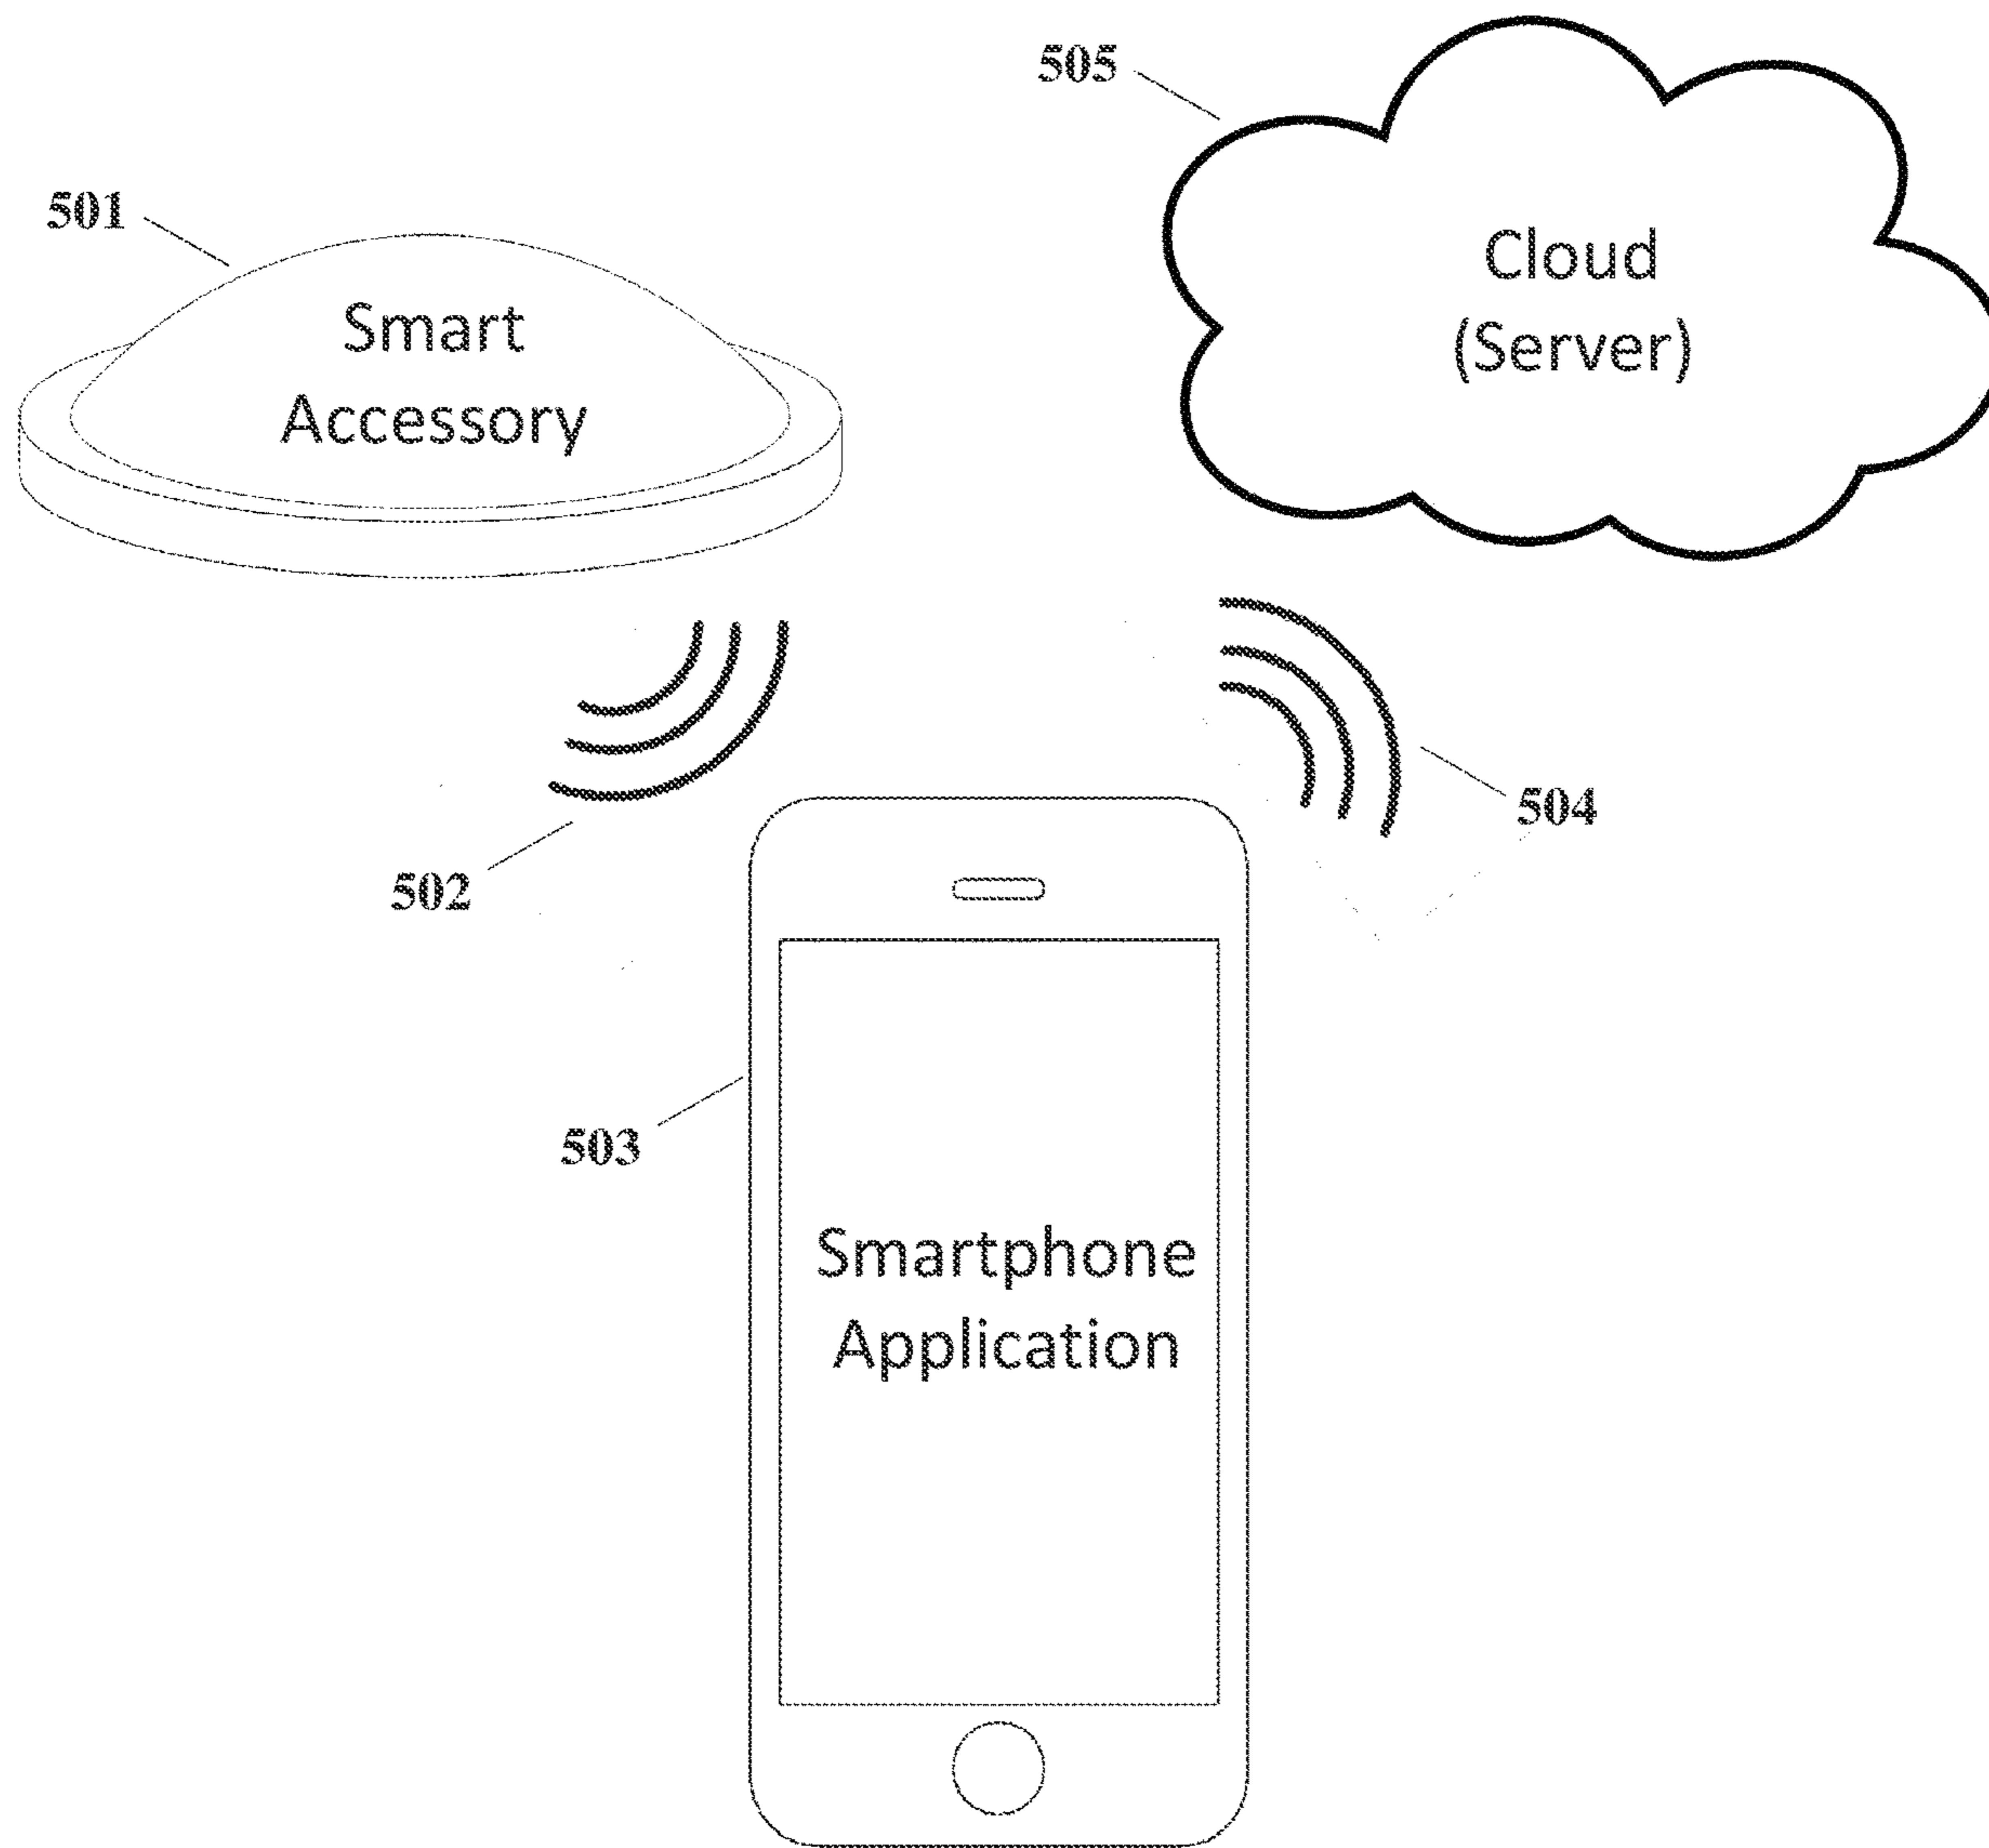 505
501
Cloud
(Server)
Smart
Accessory
504
502
503
Smartphone
Application